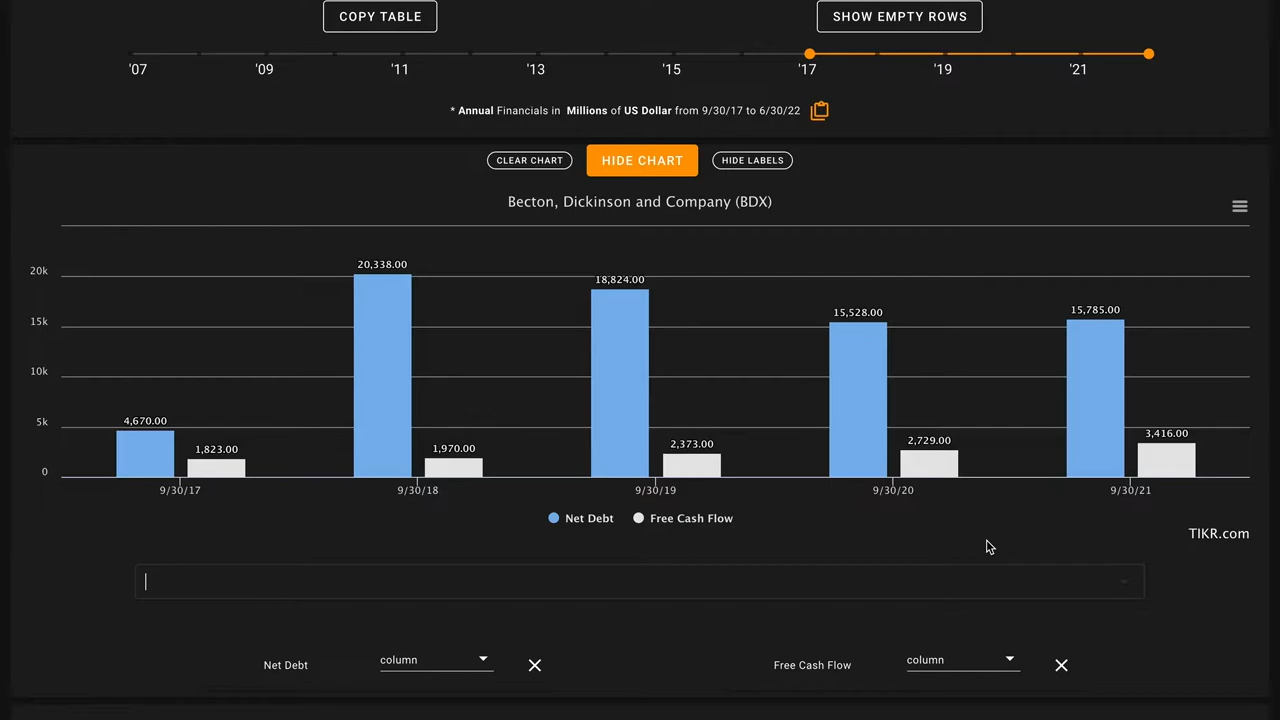 COPY TABLE
SHOW EMPTY ROWS
'07 '09 '11 '13 '15 '17 '19 '21
* Annual Financials in Millions of US Dollar from 9/30/17 to 6/30/22
CLEAR CHART
HIDE CHART
HIDE LABELS
Becton, Dickinson and Company (BDX)
20k
15k
10k
5k
0
4,670.00
1,823.00
20,338.00
1,970.00
18,824.00
2,373.00
15,528.00
2,729.00
15,785.00
3,416.00
9/30/17 9/30/18 9/30/19 9/30/20 9/30/21
Net Debt Free Cash Flow
TIKR.com
Net Debt column
Free Cash Flow column